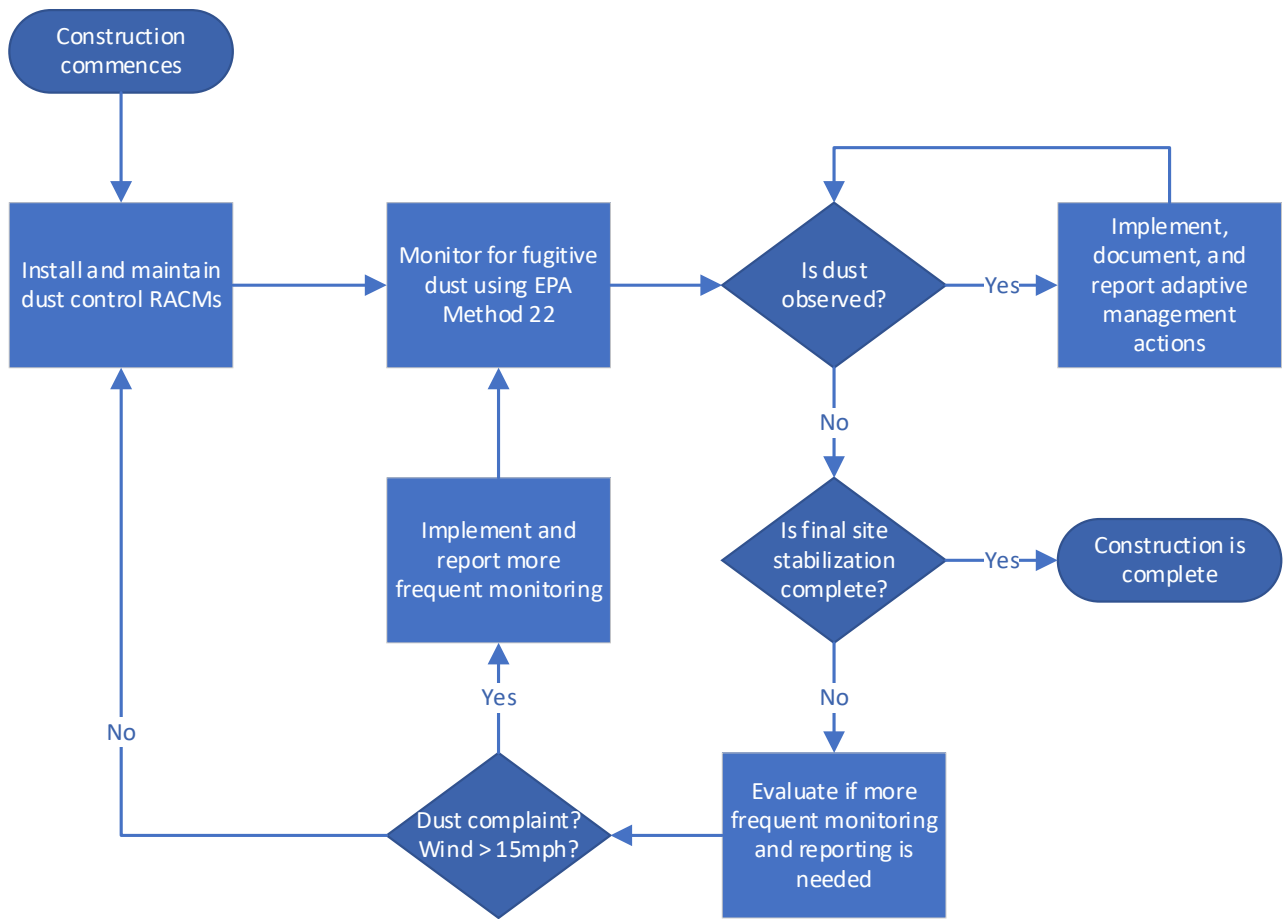 Construction
commences
Install and maintain
dust control RACMs
Monitor for fugitive
dust using EPA
Method 22
Is dust
observed?
Yes
Implement,
document, and
report adaptive
management
actions
No
Is final site
stabilization
complete?
Yes
Construction is
complete
No
Evaluate if more
frequent monitoring
and reporting is
needed
Dust complaint?
Wind > 15mph?
Yes
Implement and
report more
frequent monitoring
No